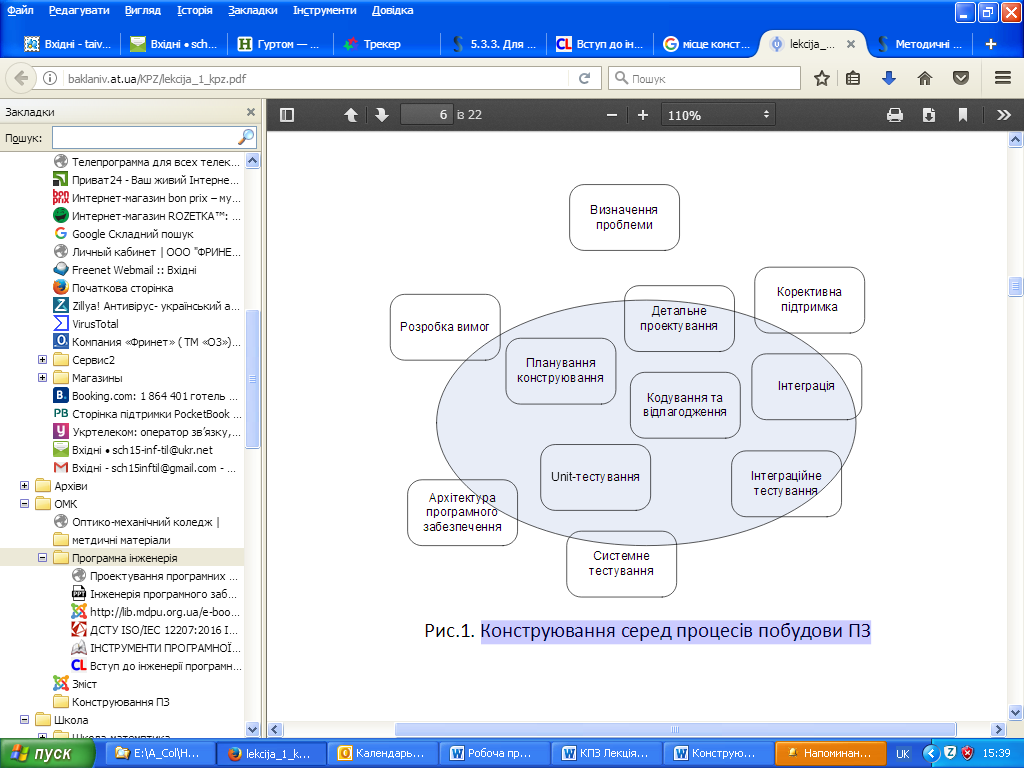 Файл Редагувати Вигляд Історія Закладки Інструменти Довідка
Вхідні - taiv...
Вхідні • sch...
Гуртом — ...
Трекер
5.3.3. Для ...
Вступ до ін...
місце конст...
lekcija_...
Методичні ...
baklaniv.at.ua/KPZ/lekcija_1_kpz.pdf
Пошук
Закладки
Пошук:
6 із 22
110%
Телепрограмма для всех телек...
Приват24 - Ваш живий Інтерне...
Интернет-магазин bon prix – му...
Интернет-магазин ROZETKA™: ...
Google Складний пошук
Личный кабинет | ООО "ФРИНЕ...
Freenet Webmail :: Вхідні
Початкова сторінка
Zillya! Антивірус- український а...
VirusTotal
Компания «Фринет» ( ТМ «О3»)...
Сервис2
Магазины
Booking.com: 1 864 401 готель ...
Сторінка підтримки PocketBook ...
Укртелеком: оператор зв’язку,...
Вхідні • sch15-inf-til@ukr.net
Вхідні - sch15inftil@gmail.com - ...
Архіви
ОМК
Оптико-механічний коледж |
метдичні матеріали
Програмна інженерія
Проектування програмних ...
Інженерія програмного заб...
http://lib.mdpu.org.ua/e-boo...
ДСТУ ISO/IEC 12207:2016 І...
ІНСТРУМЕНТИ ПРОГРАМНОЇ...
Вступ до інженерії програмн...
Зміст
Конструювання ПЗ
Школа
Школа-математика
Визначення
проблеми
Корективна
підтримка
Розробка вимог
Детальне
проектування
Планування
конструювання
Інтеграція
Кодування та
відлагодження
Unit-тестування
Інтеграційне
тестування
Архітектура
програмного
забезпечення
Системне
тестування
Рис.1. Конструювання серед процесів побудови ПЗ
пуск
E:\A_Col\Н...
lekcija_1_k...
Календарь...
Робоча пр...
КПЗ Лекція...
Конструю...
Напоминан...
UK
15:39